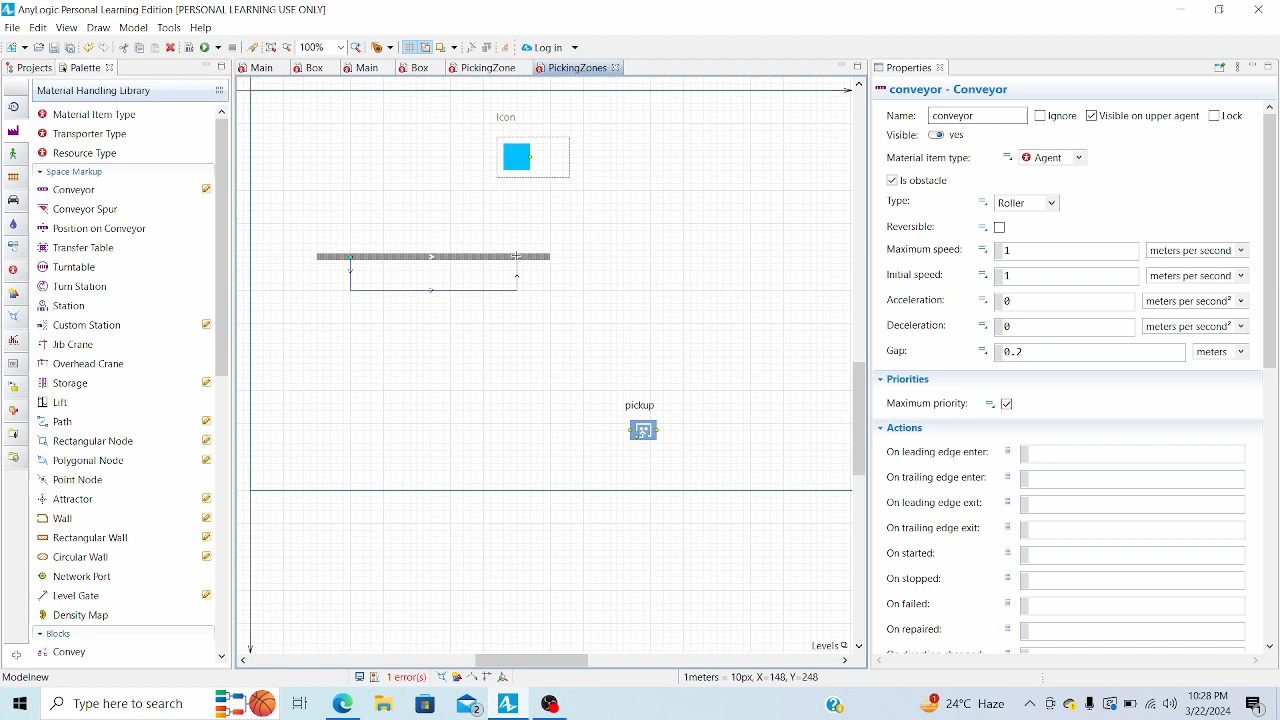 AnyLogic Personal Learning Edition [PERSONAL LEARNING USE ONLY]
File Edit View Draw Model Tools Help
100% Log in
Projects Palette
Main Box Main Box PickingZone PickingZones
Properties
Material Handling Library
Material Item Type
Transporter Type
Type
Space Markup
Conveyor
Conveyor Spur
Position on Conveyor
Transfer Table
Turntable
Turn Station
Station
Custom Station
Jib Crane
Overhead Crane
Storage
Lift
Path
Rectangular Node
Polygonal Node
Point Node
Attractor
Wall
Rectangular Wall
Circular Wall
Network Port
Level Gate
Density Map
Blocks
Convey
Icon
pickup
Levels
conveyor - Conveyor
Name: conveyor Ignore Visible on upper agent Lock
Visible: yes
Material item type: Agent
Is obstacle
Type: Roller
Reversible:
Maximum speed: 1 meters per second
Initial speed: 1 meters per second
Acceleration: 0 meters per second²
Deceleration: 0 meters per second²
Gap: 0.2 meters
Priorities
Maximum priority:
Actions
On leading edge enter:
On trailing edge enter:
On leading edge exit:
On trailing edge exit:
On started:
On stopped:
On failed:
On repaired:
Modelnew 1 error(s) 1meters = 10px, X=148, Y=248
Type here to search 2 1 24°C Haze ENG 10:28 PM
3/22/2024 1